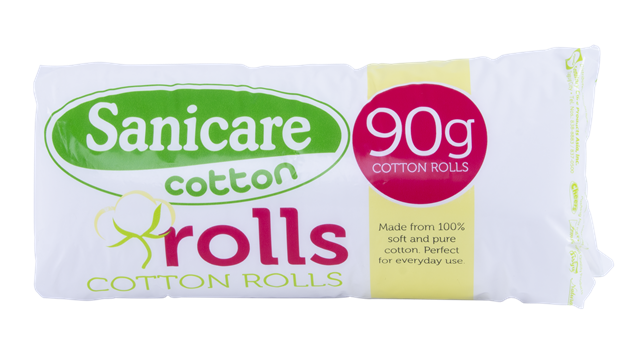 Sanicare
cotton
rolls
COTTON ROLLS
90g
COTTON ROLLS
Made from 100%
soft and pure
cotton. Perfect
for everyday use.